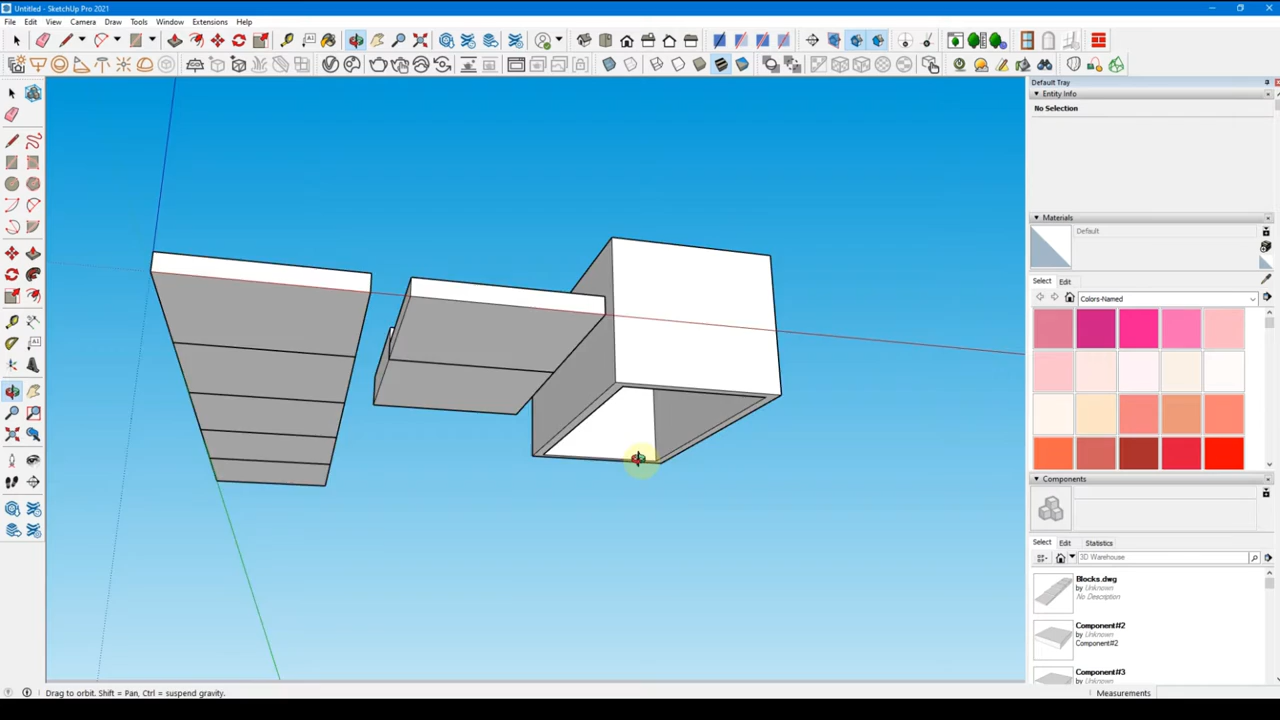 Untitled - SketchUp Pro 2021
File Edit View Camera Draw Tools Window Extensions Help
Default Tray
Entity Info
No Selection
Materials
Default
Select Edit
Colors-Named
Components
Select Edit Statistics
3D Warehouse
Blocks.dwg
by Unknown
No Description
Component#2
by Unknown
Component#2
Component#3
by Unknown
Drag to orbit. Shift = Pan, Ctrl = suspend gravity.
Measurements